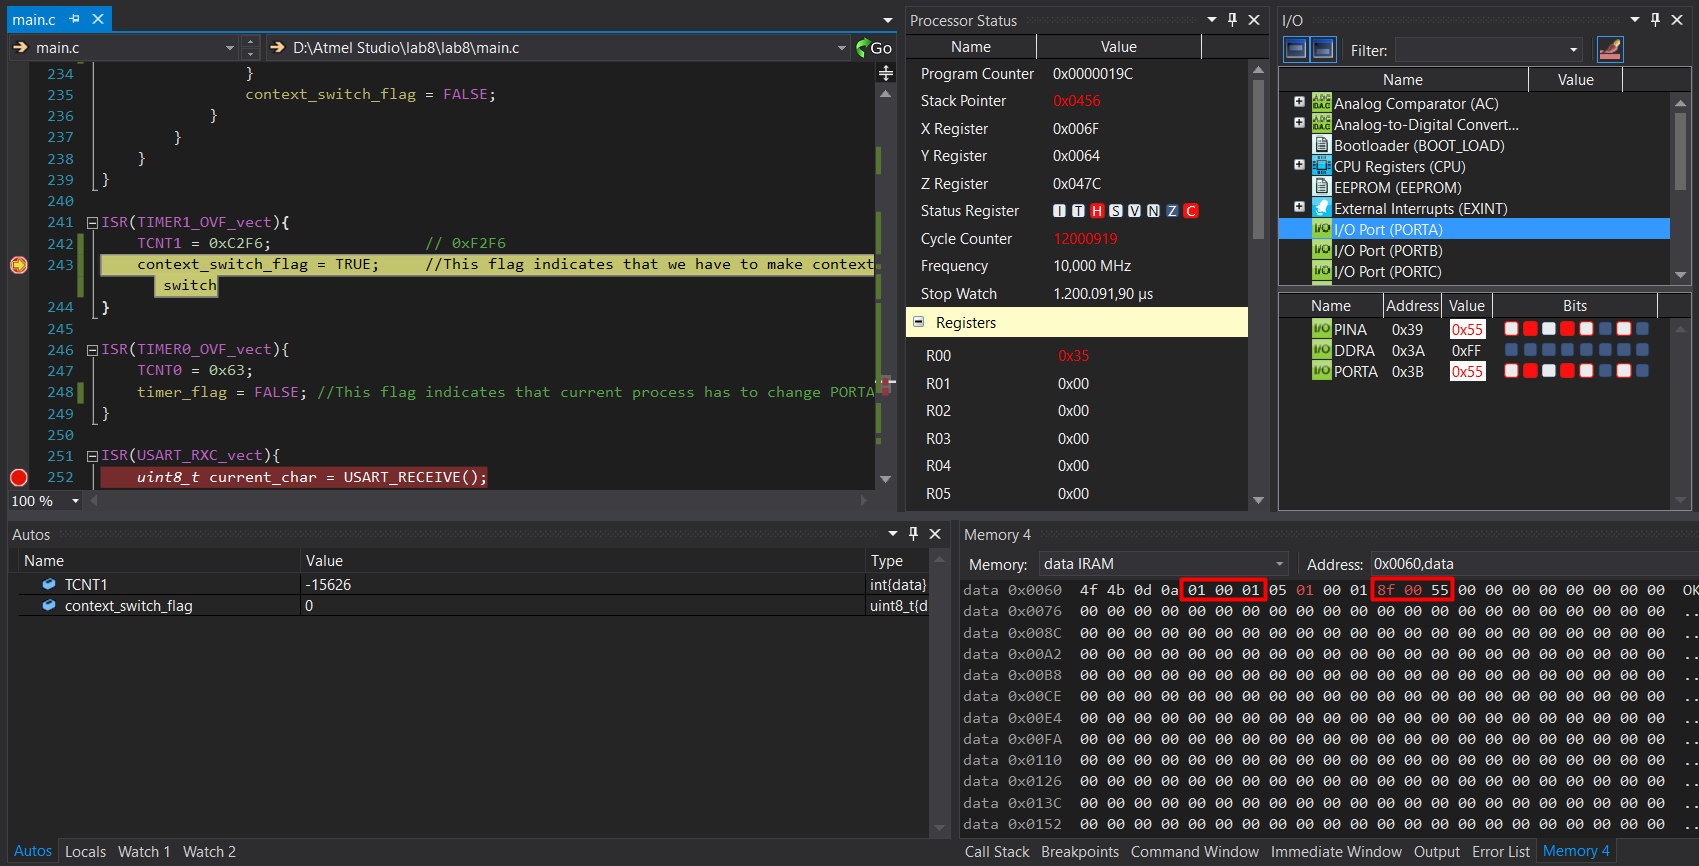 main.c
main.c
D:\Atmel Studio\lab8\lab8\main.c
Go
234 }
235 context_switch_flag = FALSE;
236 }
237 }
238 }
239 }
240
241 ISR(TIMER1_OVF_vect){
242 TCNT1 = 0xC2F6; // 0xF2F6
243 context_switch_flag = TRUE; //This flag indicates that we have to make context
switch
244 }
245
246 ISR(TIMER0_OVF_vect){
247 TCNT0 = 0x63;
248 timer_flag = FALSE; //This flag indicates that current process has to change PORTA
249 }
250
251 ISR(USART_RXC_vect){
252 uint8_t current_char = USART_RECEIVE();
100 %
Processor Status
Name Value
Program Counter 0x0000019C
Stack Pointer 0x0456
X Register 0x006F
Y Register 0x0064
Z Register 0x047C
Status Register I T H S V N Z C
Cycle Counter 12000919
Frequency 10,000 MHz
Stop Watch 1.200.091,90 µs
Registers
R00 0x35
R01 0x00
R02 0x00
R03 0x00
R04 0x00
R05 0x00
I/O
Filter:
Name Value
Analog Comparator (AC)
Analog-to-Digital Convert...
Bootloader (BOOT_LOAD)
CPU Registers (CPU)
EEPROM (EEPROM)
External Interrupts (EXINT)
I/O Port (PORTA)
I/O Port (PORTB)
I/O Port (PORTC)
Name Address Value Bits
I/O PINA 0x39 0x55
I/O DDRA 0x3A 0xFF
I/O PORTA 0x3B 0x55
Autos
Name Value Type
TCNT1 -15626 int{data}
context_switch_flag 0 uint8_t{d
Autos Locals Watch 1 Watch 2
Memory 4
Memory: data IRAM Address: 0x0060,data
data 0x0060 4f 4b 0d 0a 01 00 01 05 01 00 01 8f 00 55 00 00 00 00 00 00 00 00 OK
data 0x0076 00 00 00 00 00 00 00 00 00 00 00 00 00 00 00 00 00 00 00 00 00 00 ..
data 0x008C 00 00 00 00 00 00 00 00 00 00 00 00 00 00 00 00 00 00 00 00 00 00 ..
data 0x00A2 00 00 00 00 00 00 00 00 00 00 00 00 00 00 00 00 00 00 00 00 00 00 ..
data 0x00B8 00 00 00 00 00 00 00 00 00 00 00 00 00 00 00 00 00 00 00 00 00 00 ..
data 0x00CE 00 00 00 00 00 00 00 00 00 00 00 00 00 00 00 00 00 00 00 00 00 00 ..
data 0x00E4 00 00 00 00 00 00 00 00 00 00 00 00 00 00 00 00 00 00 00 00 00 00 ..
data 0x00FA 00 00 00 00 00 00 00 00 00 00 00 00 00 00 00 00 00 00 00 00 00 00 ..
data 0x0110 00 00 00 00 00 00 00 00 00 00 00 00 00 00 00 00 00 00 00 00 00 00 ..
data 0x0126 00 00 00 00 00 00 00 00 00 00 00 00 00 00 00 00 00 00 00 00 00 00 ..
data 0x013C 00 00 00 00 00 00 00 00 00 00 00 00 00 00 00 00 00 00 00 00 00 00 ..
data 0x0152 00 00 00 00 00 00 00 00 00 00 00 00 00 00 00 00 00 00 00 00 00 00 ..
Call Stack Breakpoints Command Window Immediate Window Output Error List Memory 4